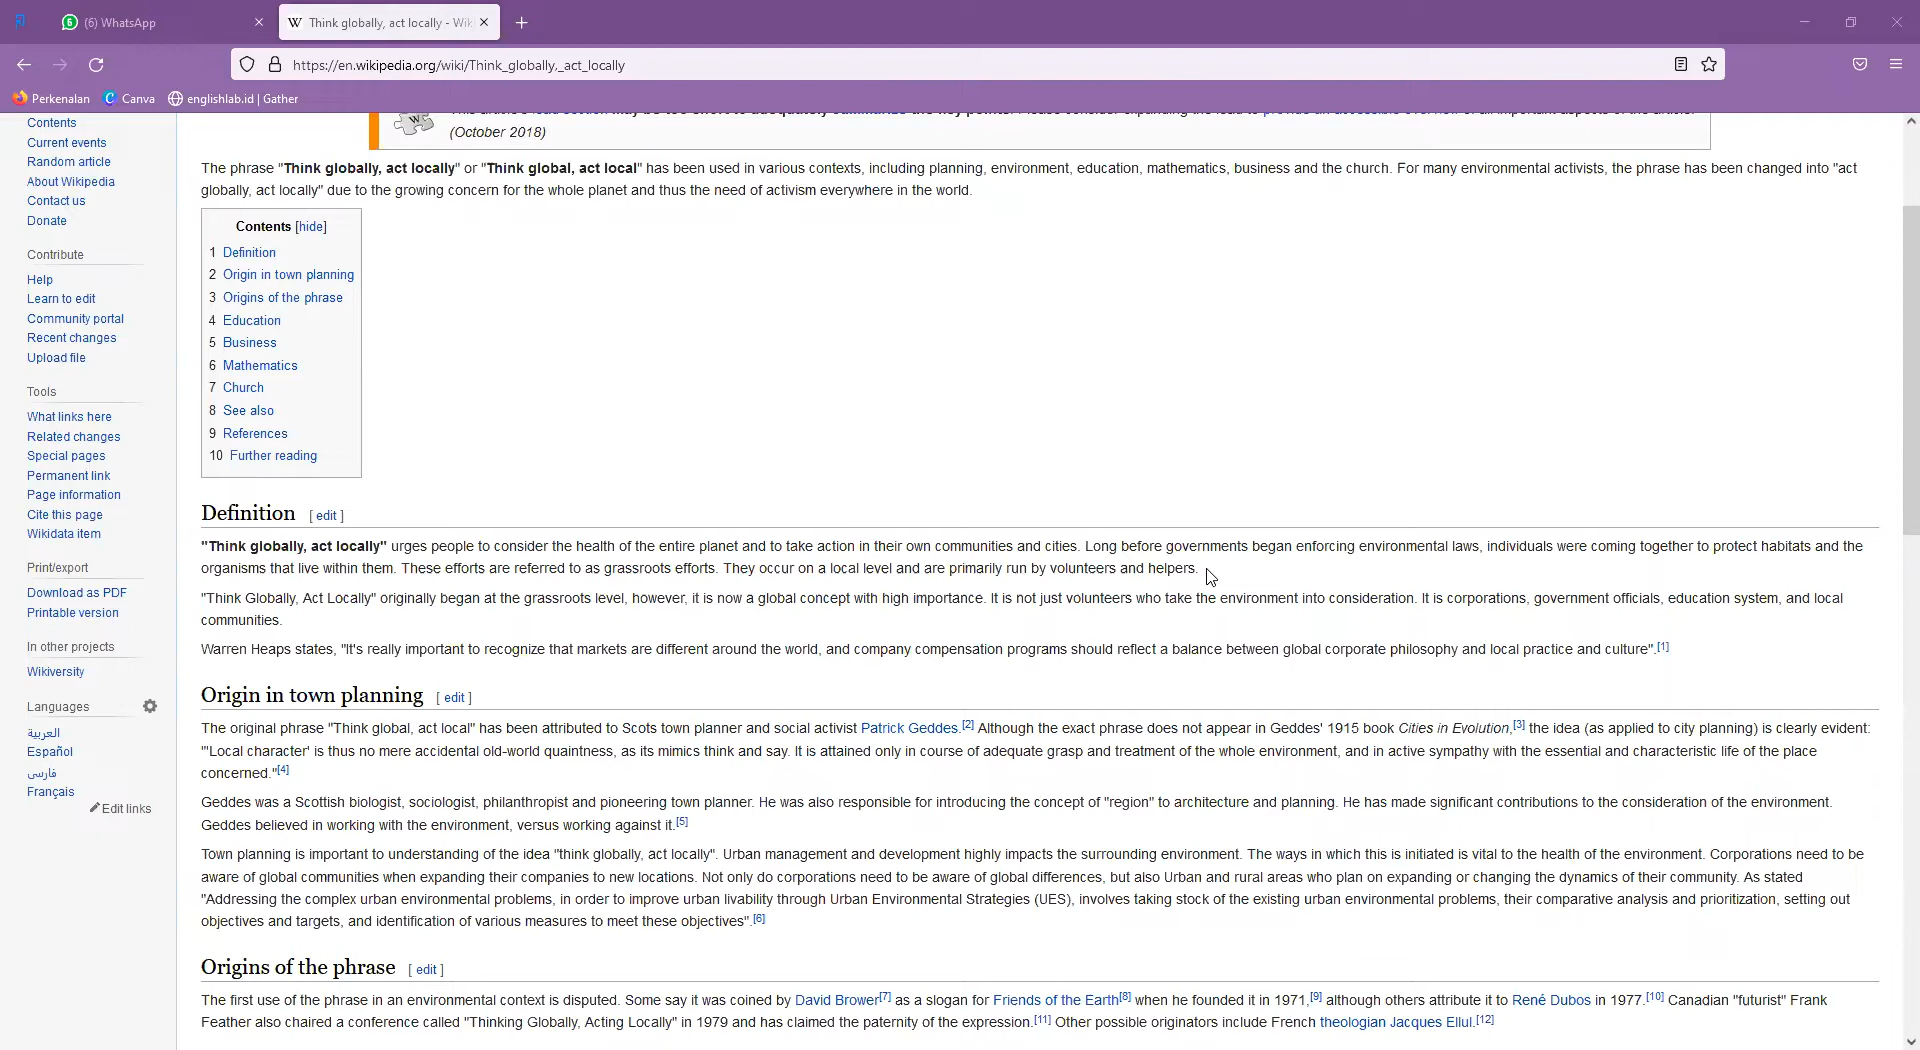 (6) WhatsApp
Think globally, act locally - Wik
https://en.wikipedia.org/wiki/Think_globally,_act_locally
Perkenalan
Canva
englishlab.id | Gather
Contents
Current events
Random article
About Wikipedia
Contact us
Donate
Contribute
Help
Learn to edit
Community portal
Recent changes
Upload file
Tools
What links here
Related changes
Special pages
Permanent link
Page information
Cite this page
Wikidata item
Print/export
Download as PDF
Printable version
In other projects
Wikiversity
Languages
العربية
Español
فارسی
Français
Edit links
(October 2018)
The phrase "Think globally, act locally" or "Think global, act local" has been used in various contexts, including planning, environment, education, mathematics, business and the church. For many environmental activists, the phrase has been changed into "act
globally, act locally" due to the growing concern for the whole planet and thus the need of activism everywhere in the world.
Contents [hide]
1 Definition
2 Origin in town planning
3 Origins of the phrase
4 Education
5 Business
6 Mathematics
7 Church
8 See also
9 References
10 Further reading
Definition [ edit ]
"Think globally, act locally" urges people to consider the health of the entire planet and to take action in their own communities and cities. Long before governments began enforcing environmental laws, individuals were coming together to protect habitats and the
organisms that live within them. These efforts are referred to as grassroots efforts. They occur on a local level and are primarily run by volunteers and helpers.
"Think Globally, Act Locally" originally began at the grassroots level, however, it is now a global concept with high importance. It is not just volunteers who take the environment into consideration. It is corporations, government officials, education system, and local
communities.
Warren Heaps states, "It's really important to recognize that markets are different around the world, and company compensation programs should reflect a balance between global corporate philosophy and local practice and culture".[1]
Origin in town planning [ edit ]
The original phrase "Think global, act local" has been attributed to Scots town planner and social activist Patrick Geddes.[2] Although the exact phrase does not appear in Geddes' 1915 book Cities in Evolution,[3] the idea (as applied to city planning) is clearly evident:
"'Local character' is thus no mere accidental old-world quaintness, as its mimics think and say. It is attained only in course of adequate grasp and treatment of the whole environment, and in active sympathy with the essential and characteristic life of the place
concerned."[4]
Geddes was a Scottish biologist, sociologist, philanthropist and pioneering town planner. He was also responsible for introducing the concept of "region" to architecture and planning. He has made significant contributions to the consideration of the environment.
Geddes believed in working with the environment, versus working against it.[5]
Town planning is important to understanding of the idea "think globally, act locally". Urban management and development highly impacts the surrounding environment. The ways in which this is initiated is vital to the health of the environment. Corporations need to be
aware of global communities when expanding their companies to new locations. Not only do corporations need to be aware of global differences, but also Urban and rural areas who plan on expanding or changing the dynamics of their community. As stated
"Addressing the complex urban environmental problems, in order to improve urban livability through Urban Environmental Strategies (UES), involves taking stock of the existing urban environmental problems, their comparative analysis and prioritization, setting out
objectives and targets, and identification of various measures to meet these objectives".[6]
Origins of the phrase [ edit ]
The first use of the phrase in an environmental context is disputed. Some say it was coined by David Brower[7] as a slogan for Friends of the Earth[8] when he founded it in 1971,[9] although others attribute it to René Dubos in 1977.[10] Canadian "futurist" Frank
Feather also chaired a conference called "Thinking Globally, Acting Locally" in 1979 and has claimed the paternity of the expression.[11] Other possible originators include French theologian Jacques Ellul.[12]